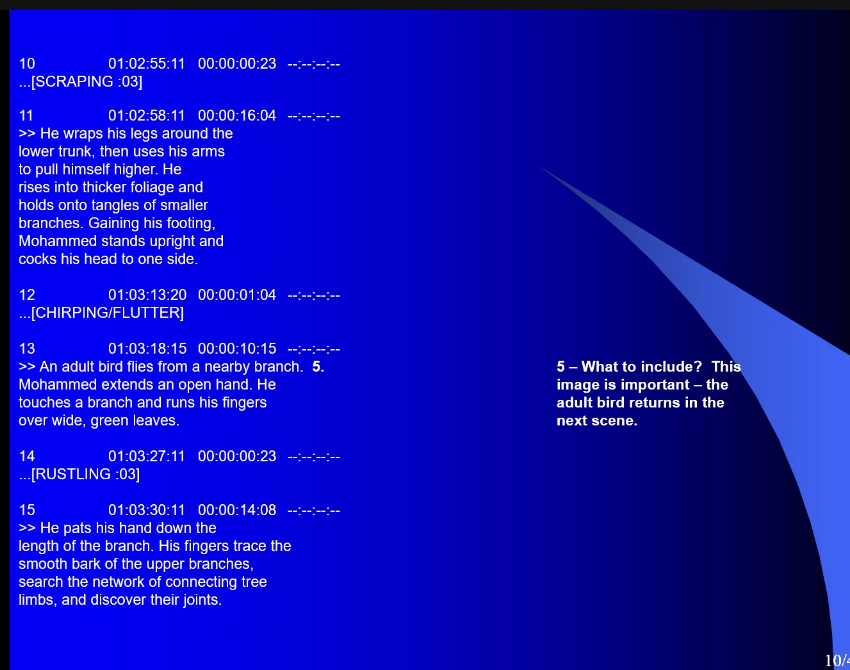 10 01:02:55:11 00:00:00:23 --:--:--:--
...[SCRAPING :03]
11 01:02:58:11 00:00:16:04 --:--:--:--
>> He wraps his legs around the
lower trunk, then uses his arms
to pull himself higher. He
rises into thicker foliage and
holds onto tangles of smaller
branches. Gaining his footing,
Mohammed stands upright and
cocks his head to one side.
12 01:03:13:20 00:00:01:04 --:--:--:--
...[CHIRPING/FLUTTER]
13 01:03:18:15 00:00:10:15 --:--:--:--
>> An adult bird flies from a nearby branch. 5.
Mohammed extends an open hand. He
touches a branch and runs his fingers
over wide, green leaves.
14 01:03:27:11 00:00:00:23 --:--:--:--
...[RUSTLING :03]
15 01:03:30:11 00:00:14:08 --:--:--:--
>> He pats his hand down the
length of the branch. His fingers trace the
smooth bark of the upper branches,
search the network of connecting tree
limbs, and discover their joints.
5 – What to include? This
image is important – the
adult bird returns in the
next scene.
10/4